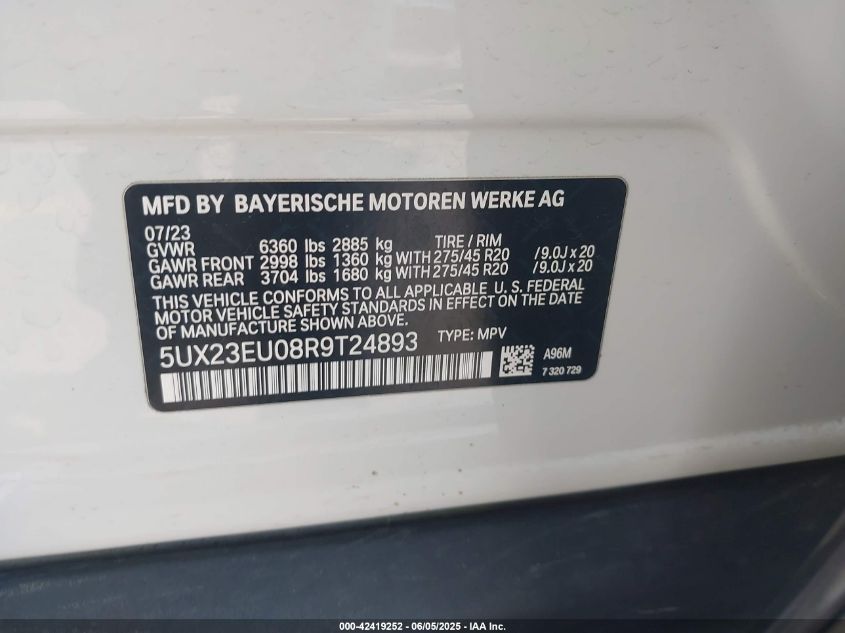 MFD BY BAYERISCHE MOTOREN WERKE AG
07/23 TIRE / RIM
GVWR 6360 lbs 2885 kg
GAWR FRONT 2998 lbs 1360 kg WITH 275/45 R20 /9.0J x 20
GAWR REAR 3704 lbs 1680 kg WITH 275/45 R20 /9.0J x 20
THIS VEHICLE CONFORMS TO ALL APPLICABLE U. S. FEDERAL
MOTOR VEHICLE SAFETY STANDARDS IN EFFECT ON THE DATE
OF MANUFACTURE SHOWN ABOVE.
5UX23EU08R9T24893 TYPE: MPV
A96M
7 320 729
000-42419252 - 06/05/2025 - IAA Inc.